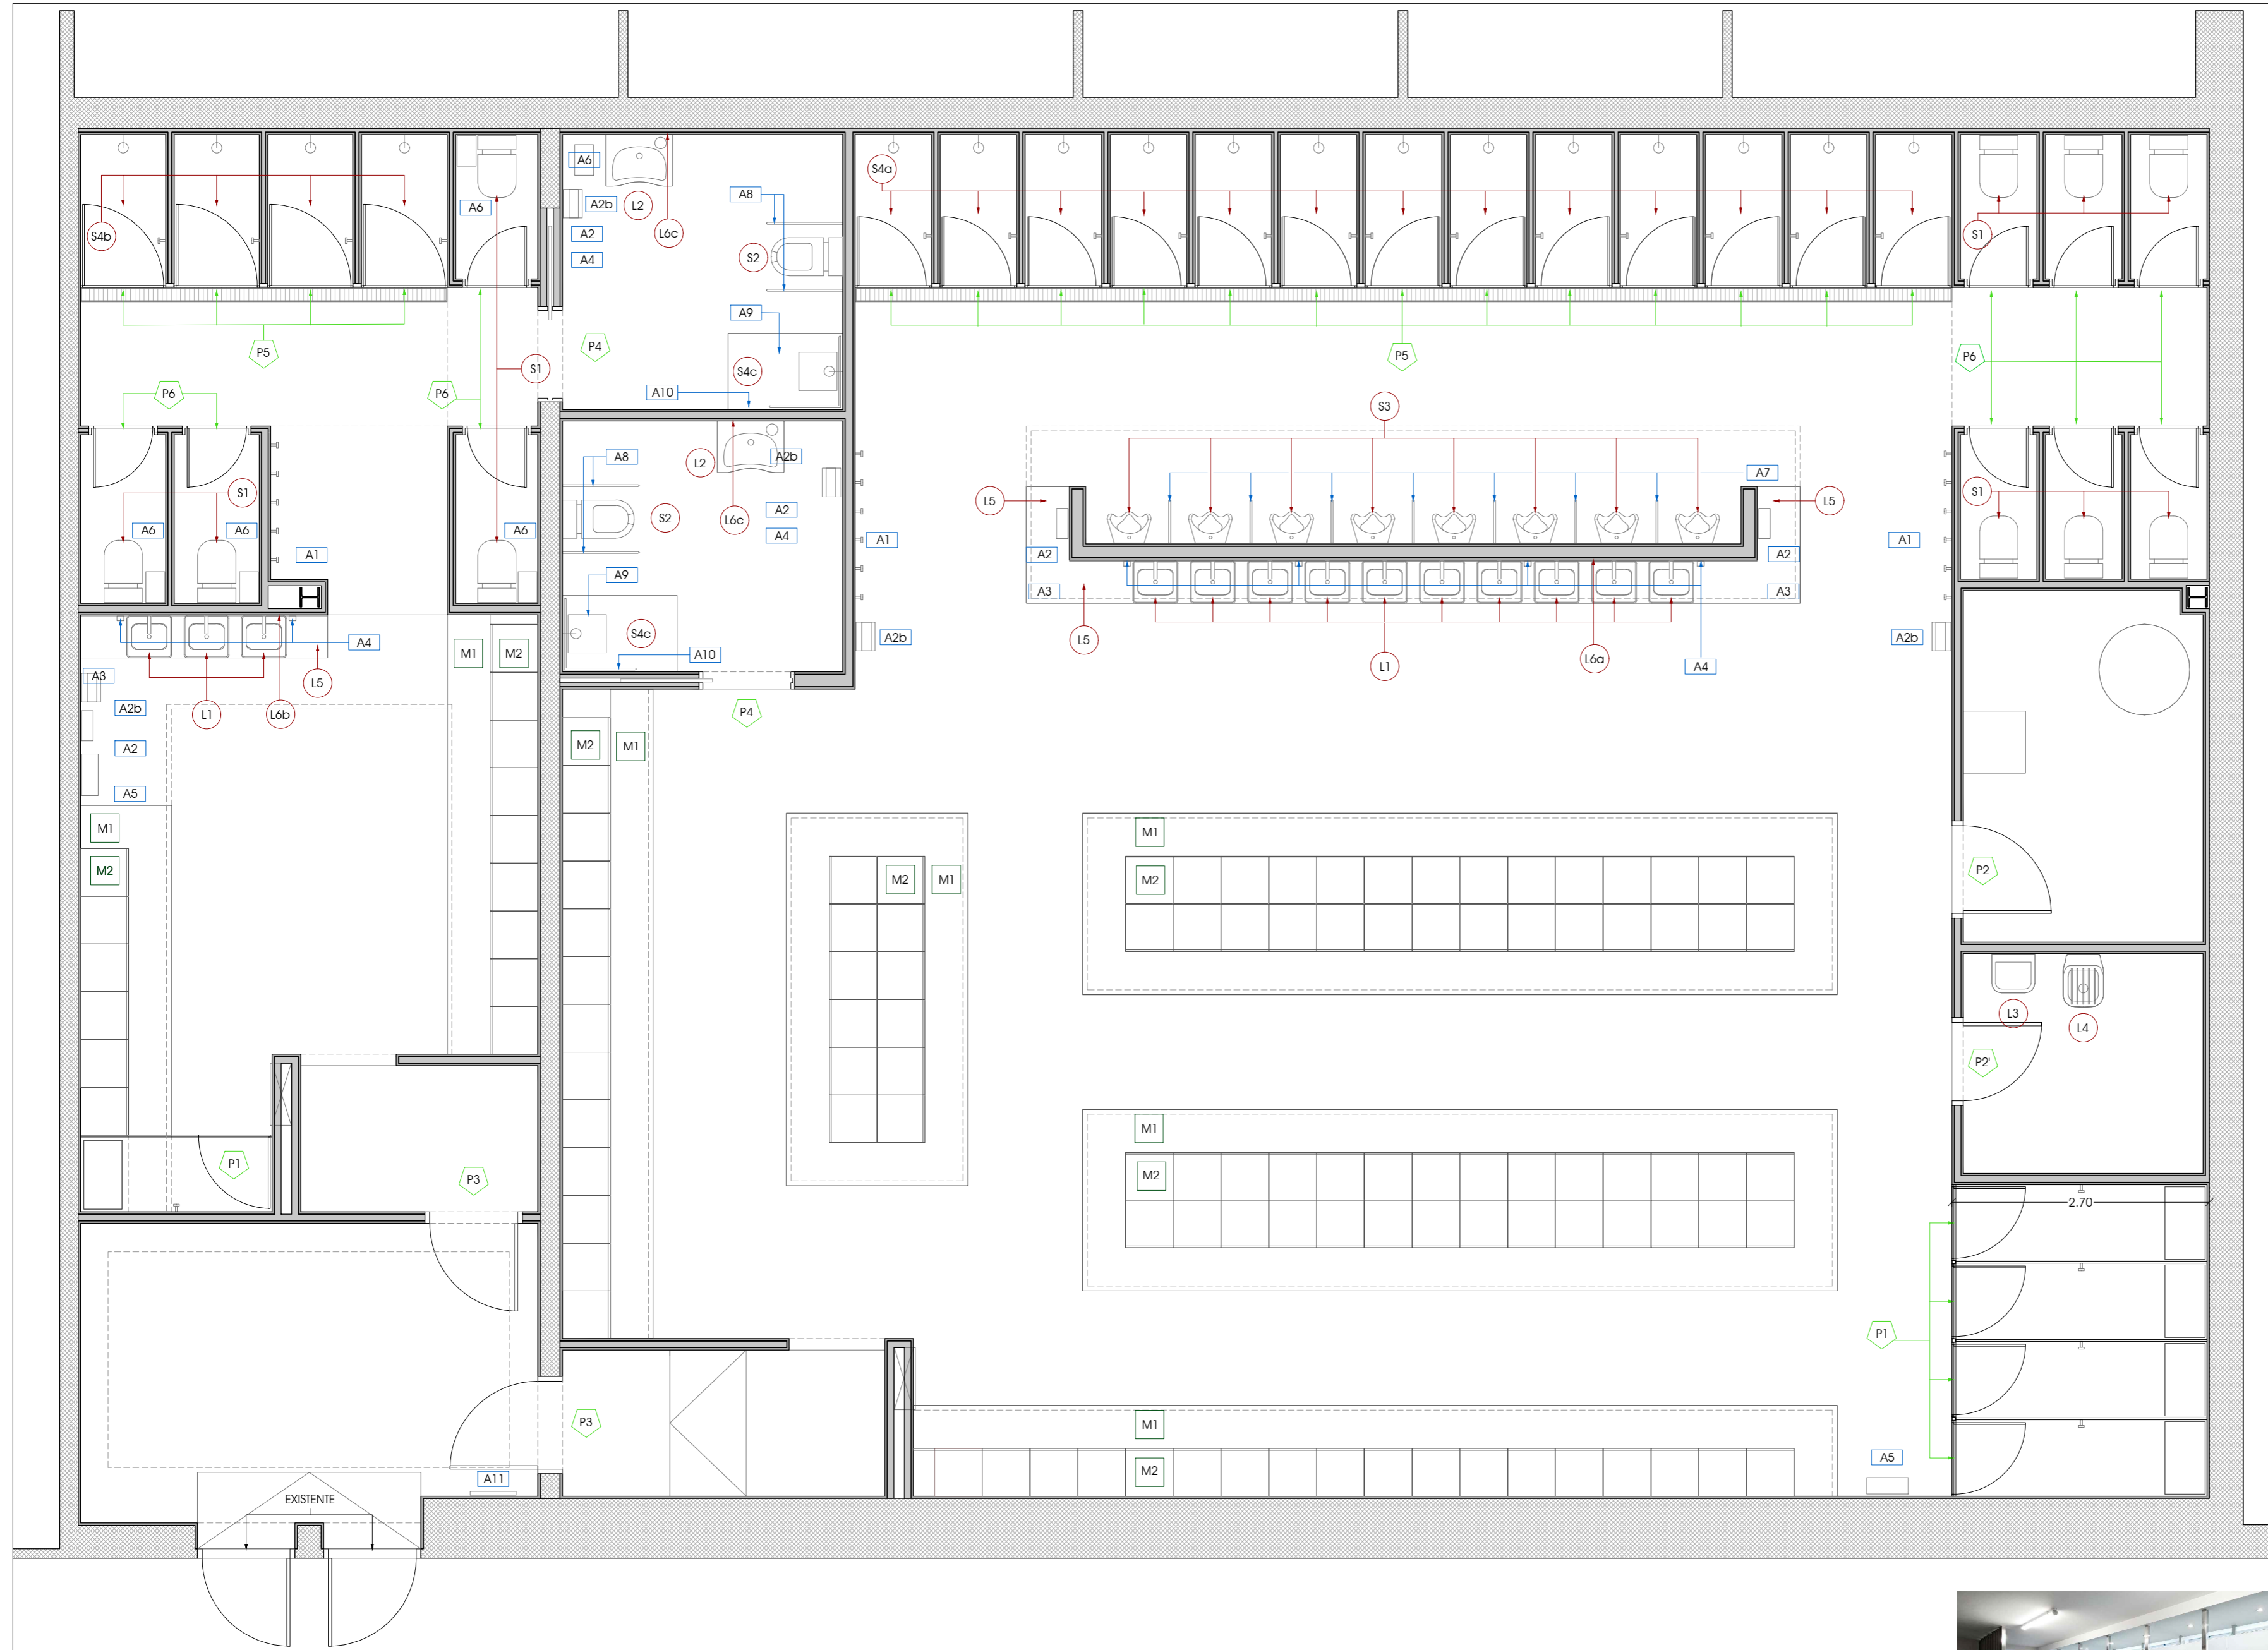 A6
A6
A2b
L2
A8
S4a
S4b
A2
L6c
S1
A4
S2
A9
P4
P5
S1
S4c
P5
P6
P6
P6
A10
S3
A8
L2
A2b
A7
S1
L5
L5
S1
A6
A6
A6
S2
L6c
A2
A4
A1
A1
A1
A2
A2
A9
A3
A3
S4c
A10
A2b
L5
A2b
A4
M1
M2
L1
L6a
A4
A3
L5
A2b
L1
L6b
P4
A2
M2
M1
A5
M1
M1
M2
M2
M1
M2
P2
L3
L4
P2'
M1
P1
P3
M2
2.70
P1
P3
M1
A11
M2
A5
EXISTENTE